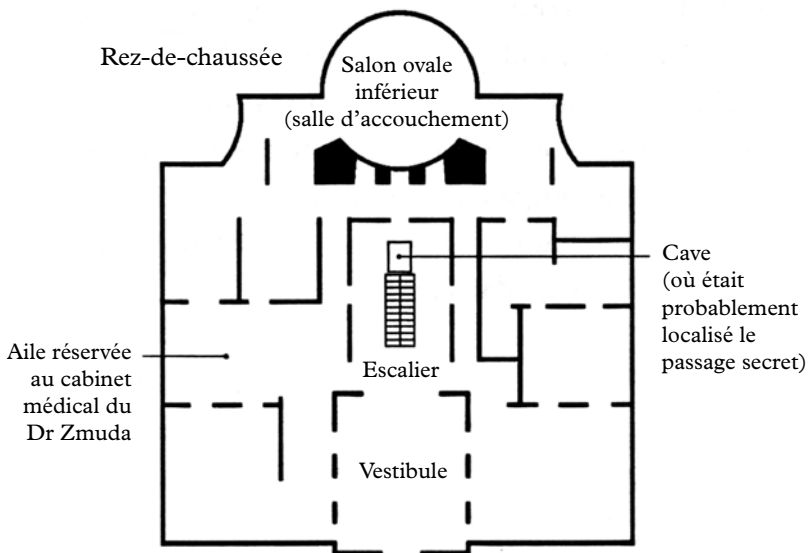 Rez-de-chaussée
Salon ovale
inférieur
(salle d'accouchement)
Cave
(où était
probablement
localisé le
passage secret)
Aile réservée
au cabinet
médical du
Dr Zmuda
Escalier
Vestibule